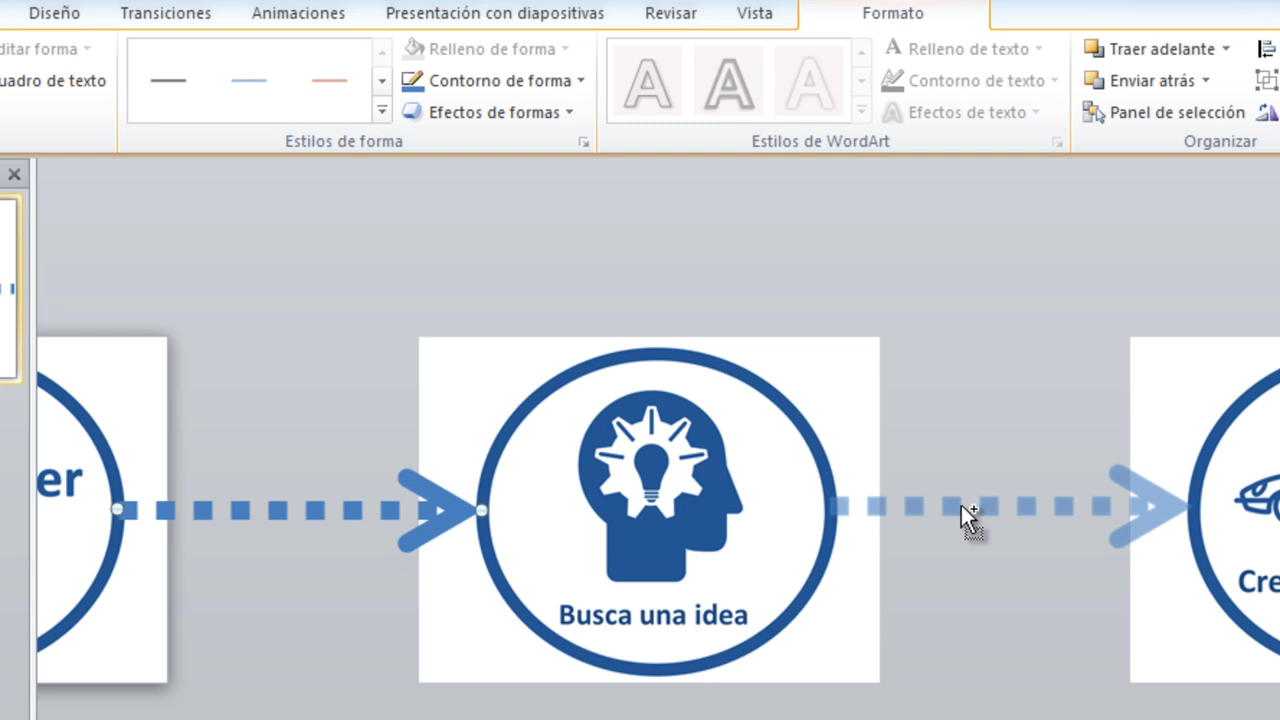 Diseño Transiciones Animaciones Presentación con diapositivas Revisar Vista Formato
ditar forma Relleno de forma Relleno de texto Traer adelante
uadro de texto Contorno de forma Contorno de texto Enviar atrás
Efectos de formas Efectos de texto Panel de selección
Estilos de forma Estilos de WordArt Organizar
er
Cre
Busca una idea